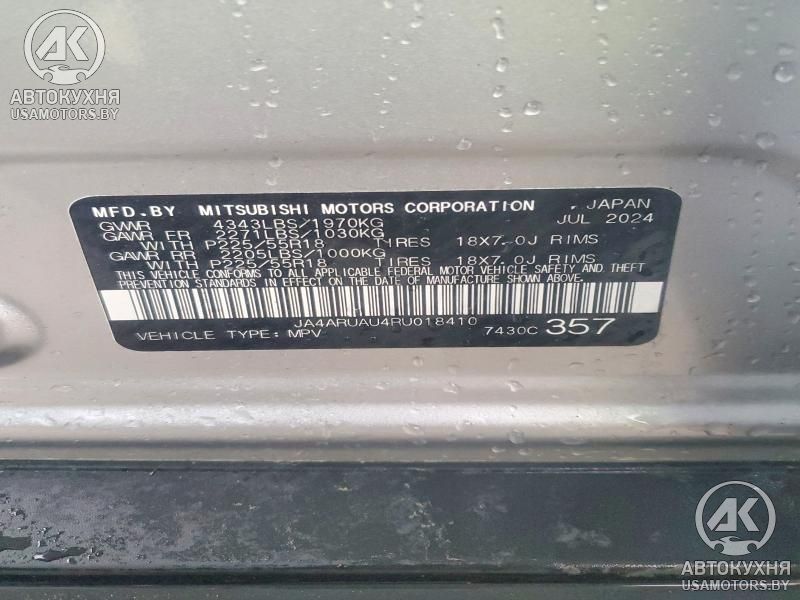 АК
АВТОКУХНЯ
USAMOTORS.BY
MFD.BY MITSUBISHI MOTORS CORPORATION JAPAN
GVWR 4343LBS/1970KG JUL 2024
GAWR FR 2271LBS/1030KG
WITH P225/55R18 TIRES 18X7.0J RIMS
GAWR RR 2205LBS/1000KG
WITH P225/55R18 TIRES 18X7.0J RIMS
THIS VEHICLE CONFORMS TO ALL APPLICABLE FEDERAL MOTOR VEHICLE SAFETY AND THEFT
PREVENTION STANDARDS IN EFFECT ON THE DATE OF MANUFACTURE SHOWN ABOVE.
JA4ARUAU4RU018410
VEHICLE TYPE: MPV 7430C 357
АК
АВТОКУХНЯ
USAMOTORS.BY